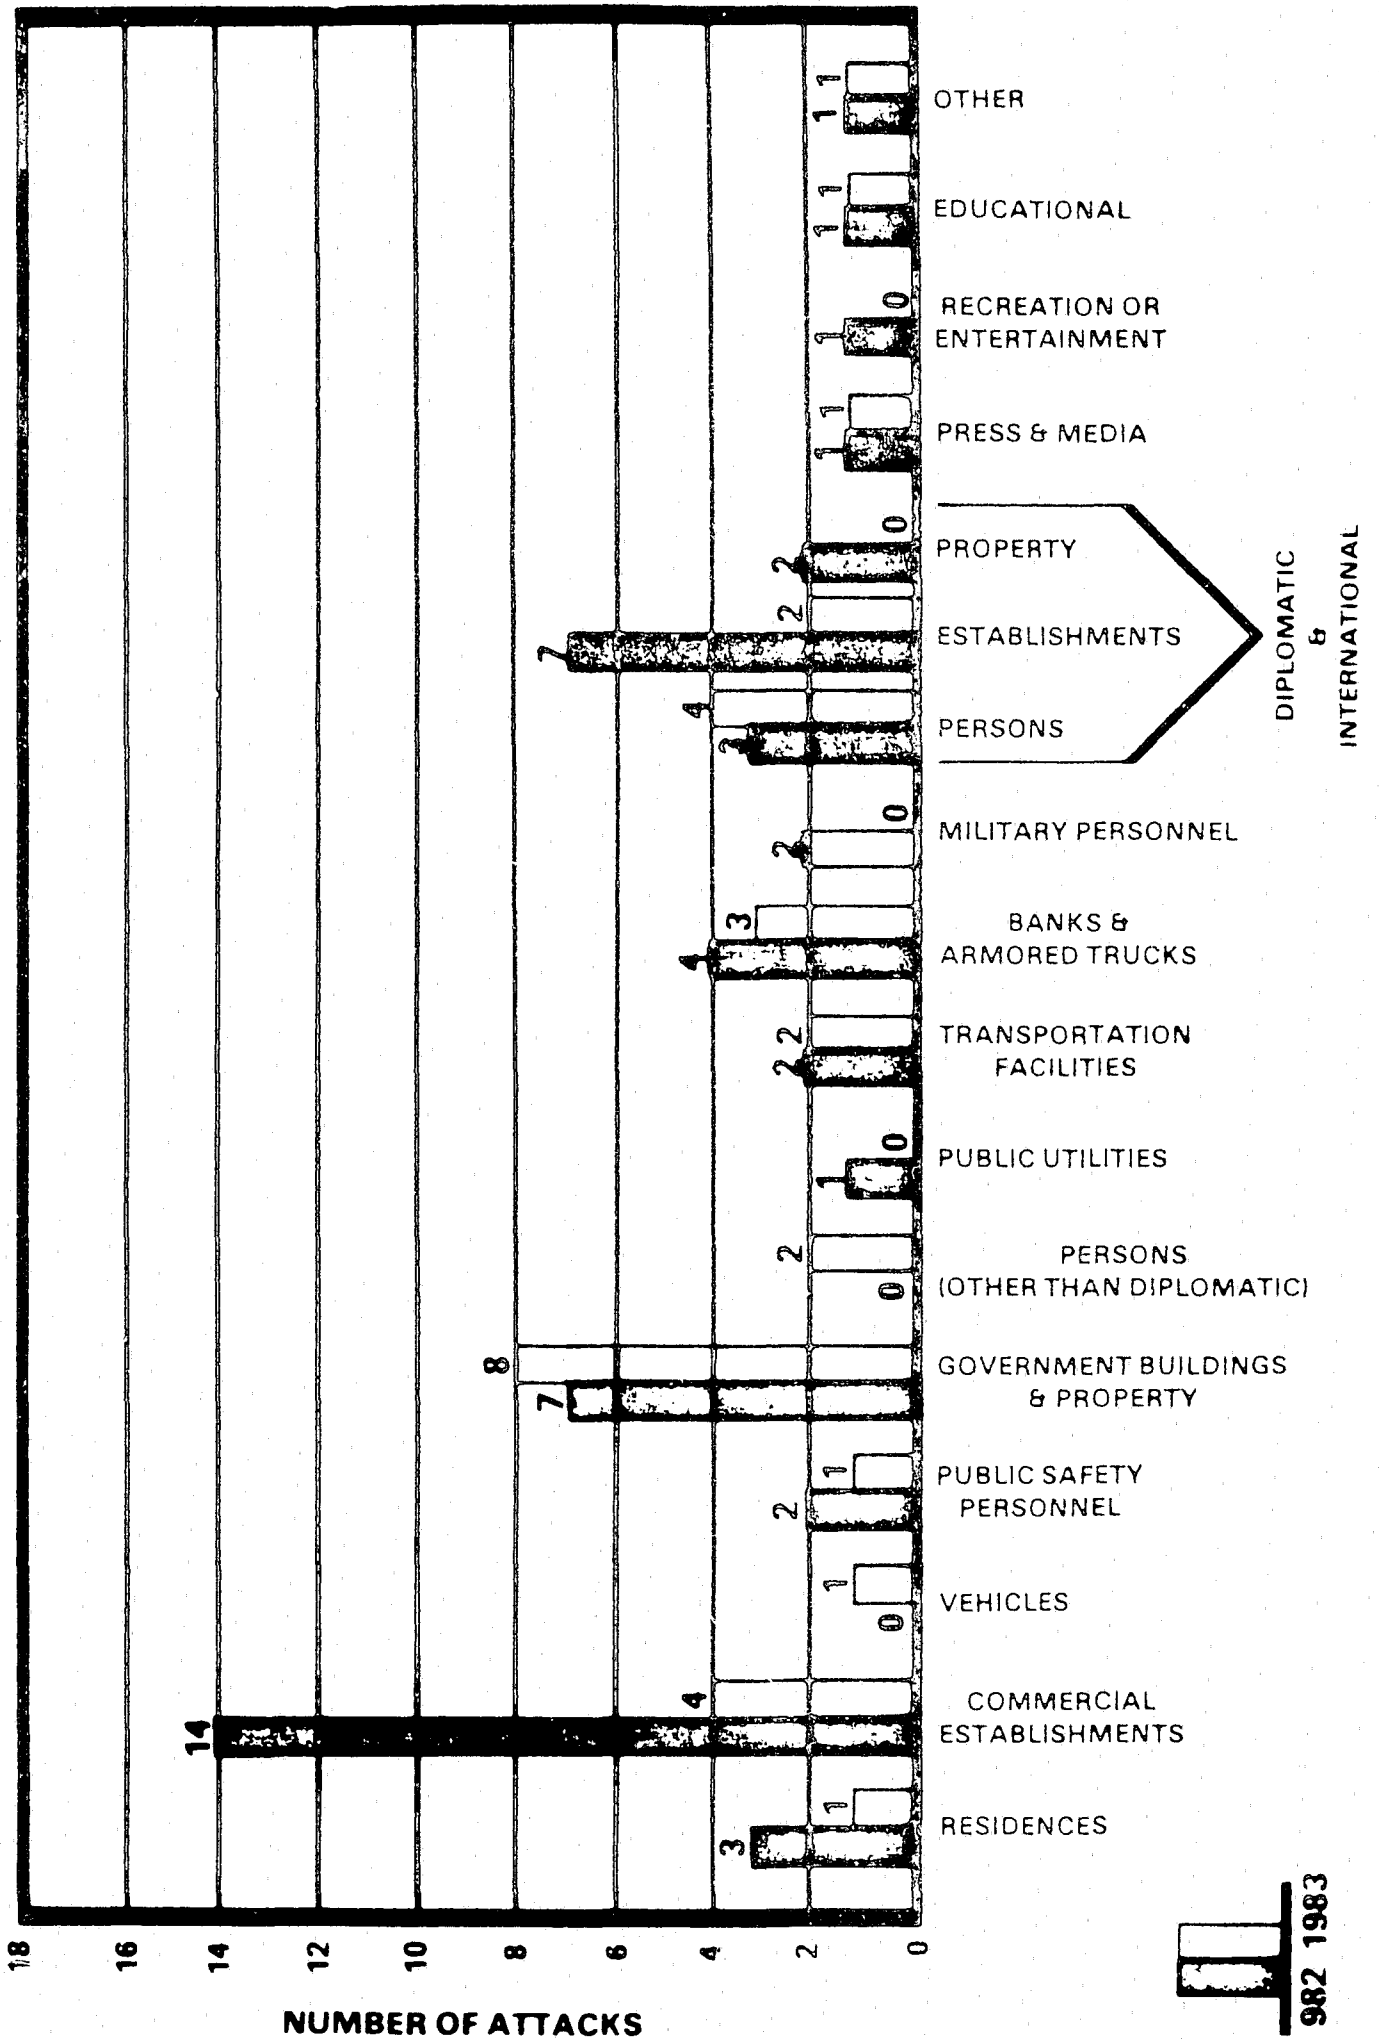 OTHER
1
1
EDUCATIONAL
1
1
RECREATION OR
ENTERTAINMENT
0
1
PRESS & MEDIA
1
1
PROPERTY
0
2
ESTABLISHMENTS
2
7
PERSONS
4
3
DIPLOMATIC
&
INTERNATIONAL
MILITARY PERSONNEL
0
2
BANKS &
ARMORED TRUCKS
3
4
TRANSPORTATION
FACILITIES
2
2
PUBLIC UTILITIES
0
1
PERSONS
(OTHER THAN DIPLOMATIC)
2
0
GOVERNMENT BUILDINGS
& PROPERTY
8
7
PUBLIC SAFETY
PERSONNEL
1
2
VEHICLES
1
0
COMMERCIAL
ESTABLISHMENTS
4
14
RESIDENCES
1
3
18
16
14
12
10
8
6
4
2
0
NUMBER OF ATTACKS
982 1983